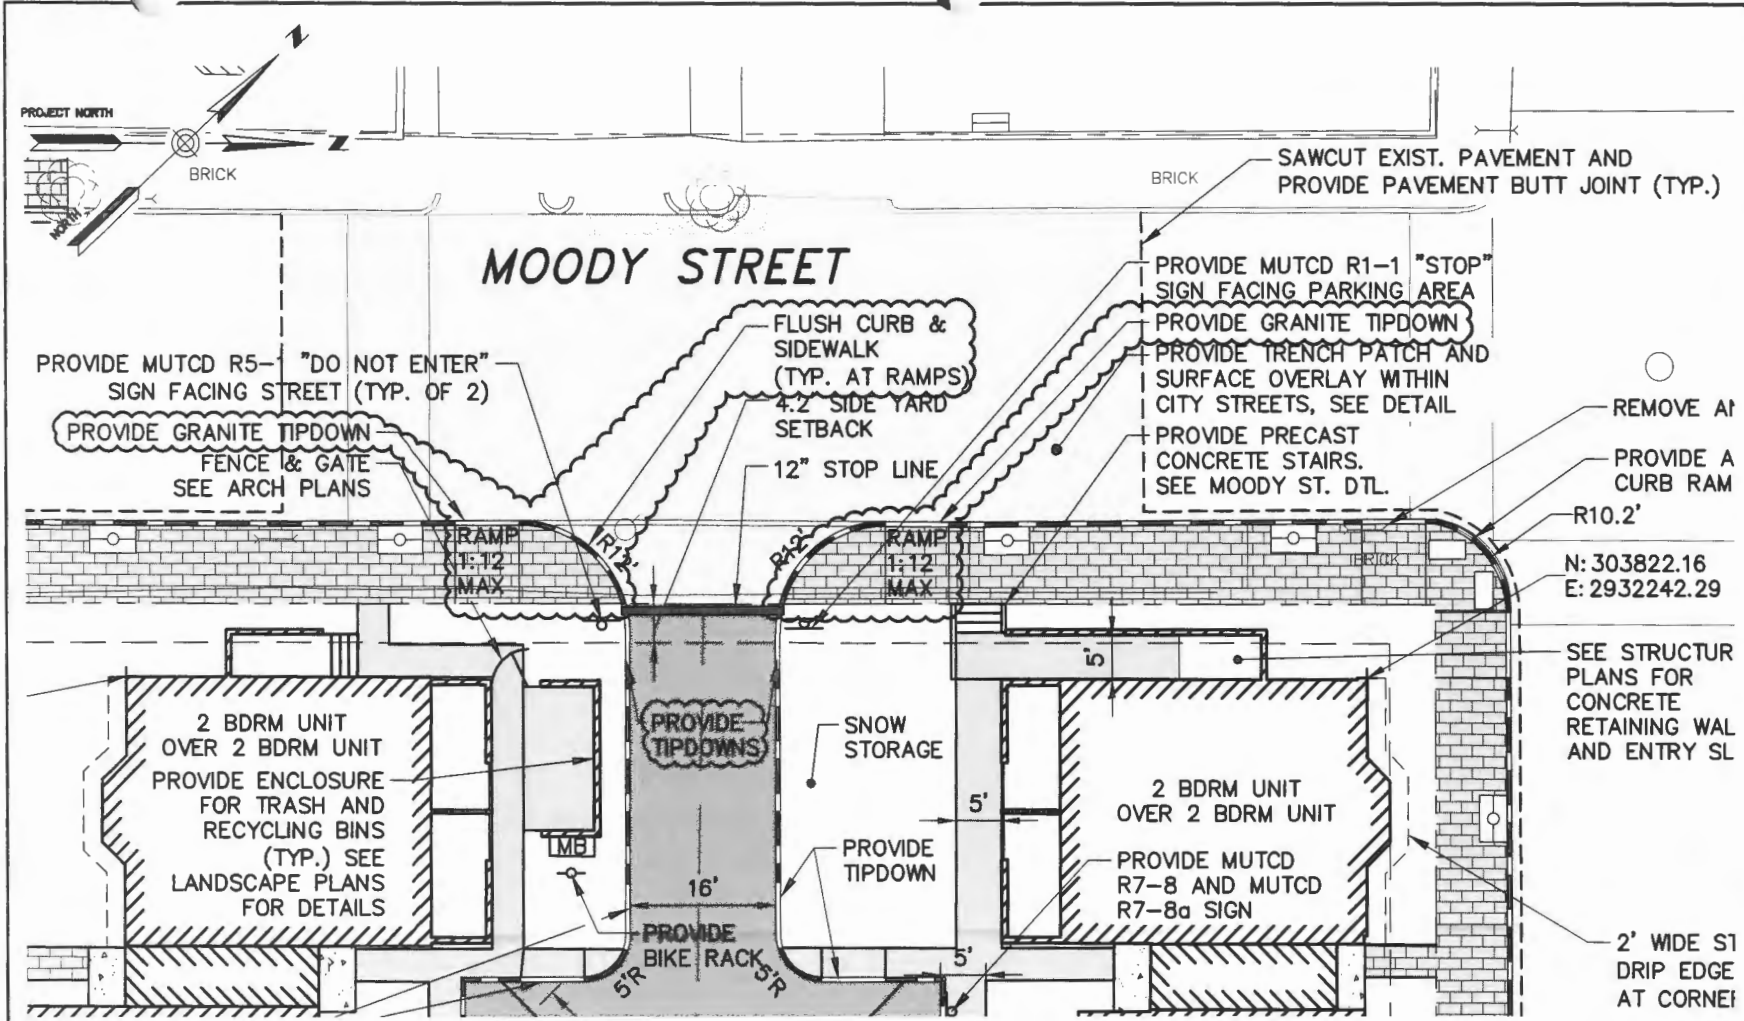 N
PROJECT NORTH
N
BRICK
NORTH
BRICK
SAWCUT EXIST. PAVEMENT AND
PROVIDE PAVEMENT BUTT JOINT (TYP.)
MOODY STREET
PROVIDE MUTCD R1-1 "STOP"
SIGN FACING PARKING AREA
PROVIDE GRANITE TIPDOWN
PROVIDE TRENCH PATCH AND
SURFACE OVERLAY WITHIN
CITY STREETS, SEE DETAIL
PROVIDE PRECAST
CONCRETE STAIRS.
SEE MOODY ST. DTL.
FLUSH CURB &
SIDEWALK
(TYP. AT RAMPS)
4.2' SIDE YARD
SETBACK
12" STOP LINE
PROVIDE MUTCD R5-1 "DO NOT ENTER"
SIGN FACING STREET (TYP. OF 2)
PROVIDE GRANITE TIPDOWN
FENCE & GATE
SEE ARCH PLANS
REMOVE AN
PROVIDE A
CURB RAM
R10.2'
N: 303822.16
E: 2932242.29
RAMP
1:12
MAX
R12'
R12'
RAMP
1:12
MAX
BRICK
5'
SEE STRUCTUR
PLANS FOR
CONCRETE
RETAINING WAL
AND ENTRY SL
2 BDRM UNIT
OVER 2 BDRM UNIT
PROVIDE ENCLOSURE
FOR TRASH AND
RECYCLING BINS
(TYP.) SEE
LANDSCAPE PLANS
FOR DETAILS
MB
PROVIDE
TIPDOWNS
SNOW
STORAGE
5'
2 BDRM UNIT
OVER 2 BDRM UNIT
PROVIDE
TIPDOWN
PROVIDE MUTCD
R7-8 AND MUTCD
R7-8a SIGN
16'
PROVIDE
BIKE RACK
5'R
5'R
5'
2' WIDE ST
DRIP EDGE
AT CORNER